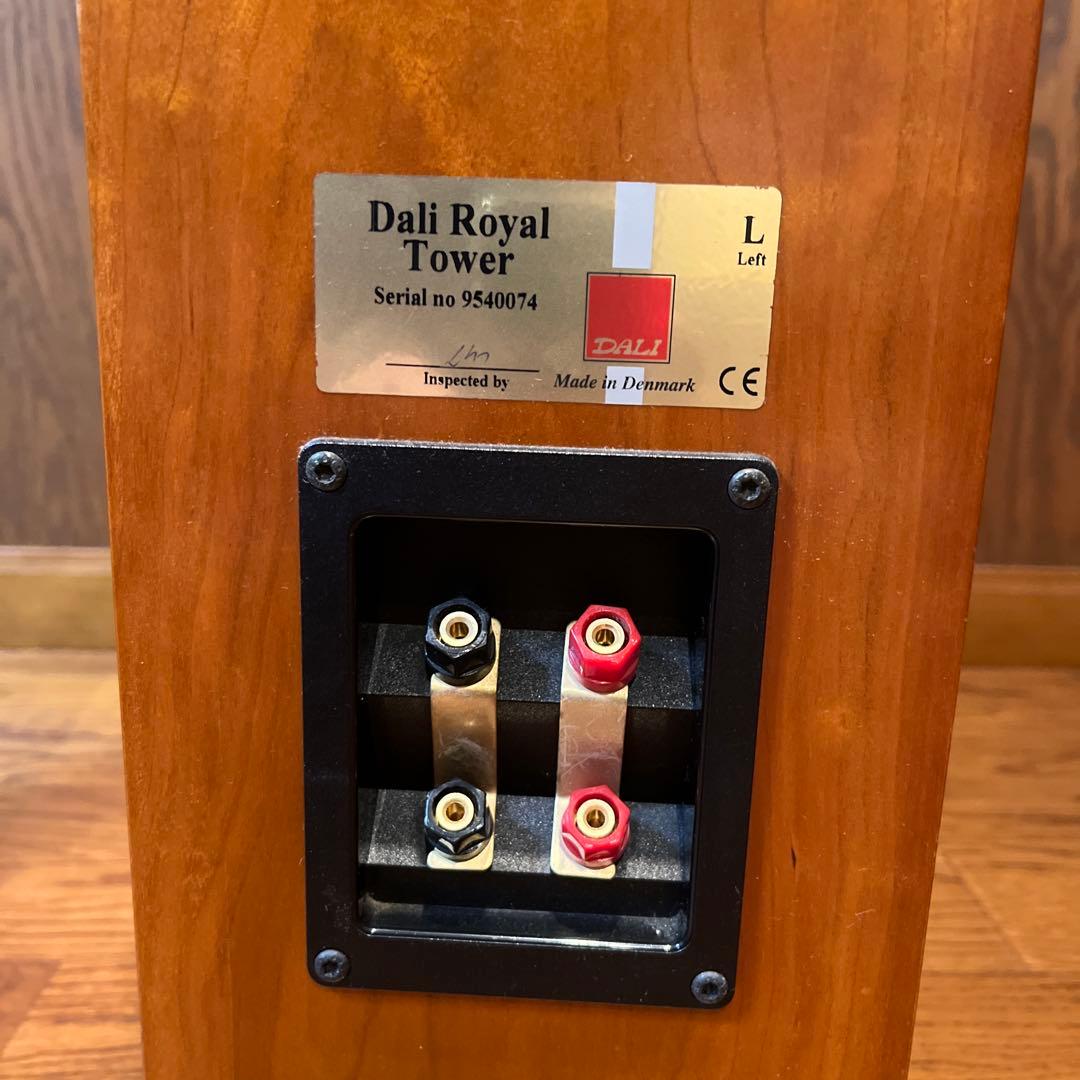 Dali Royal
Tower
Serial no 9540074
L
Left
DALI
Inspected by
Made in Denmark
CE